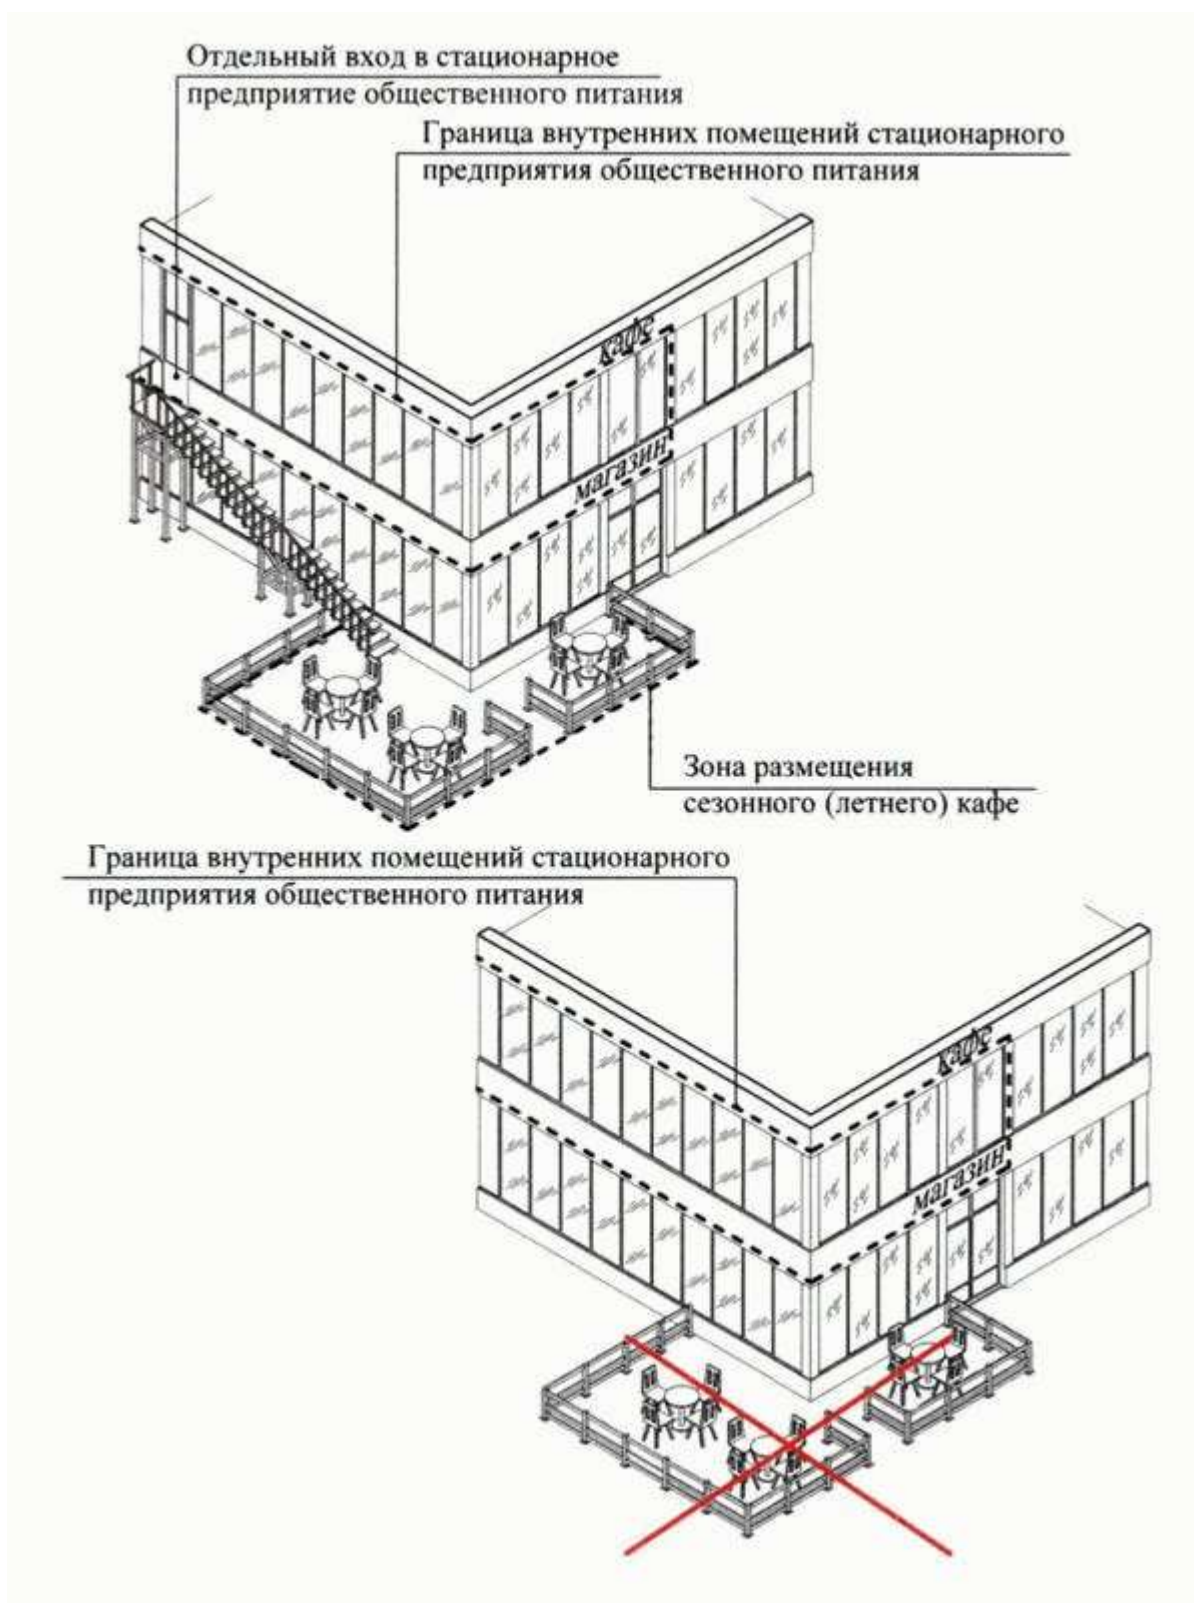 Отдельный вход в стационарное
предприятие общественного питания
Граница внутренних помещений стационарного
предприятия общественного питания
кафе
магазин
Зона размещения
сезонного (летнего) кафе
Граница внутренних помещений стационарного
предприятия общественного питания
кафе
магазин